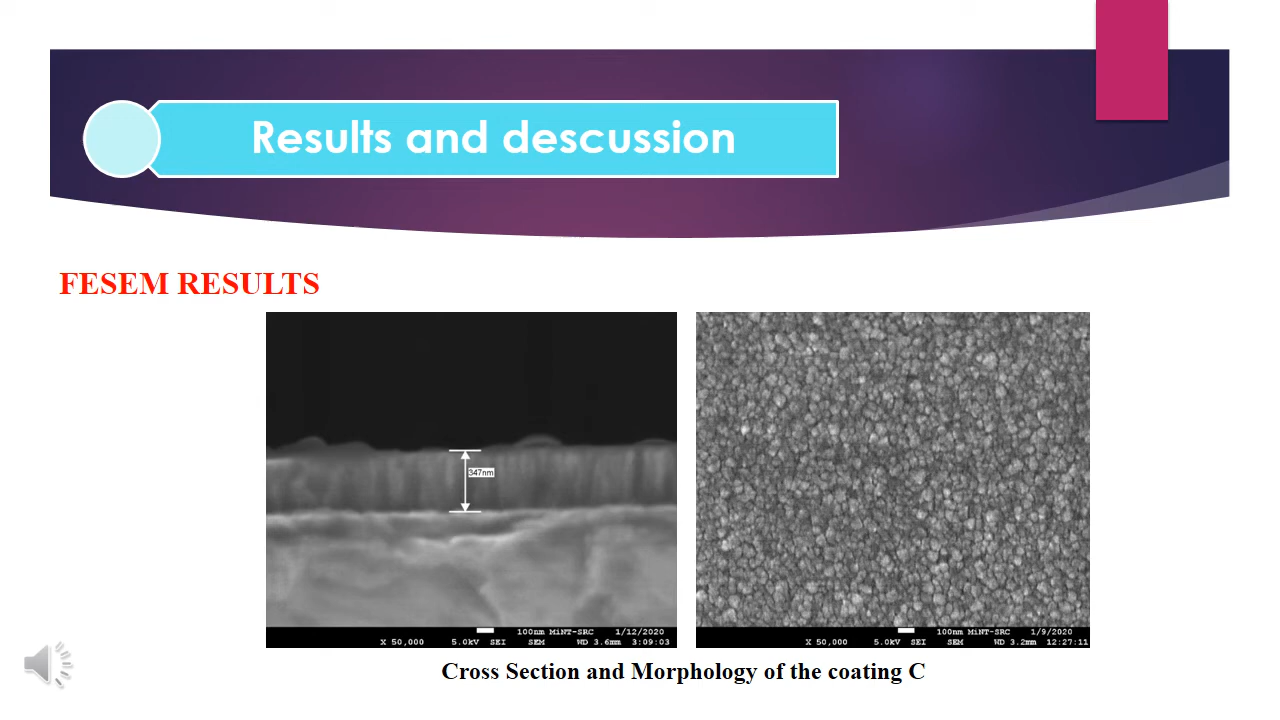 Results and descussion
FESEM RESULTS
347nm
100nm MiNT-SRC 1/12/2020
X 50,000 5.0kV SEI SEM WD 3.6mm 3:09:03
100nm MiNT-SRC 1/9/2020
X 50,000 5.0kV SEI SEM WD 3.2mm 12:27:11
Cross Section and Morphology of the coating C